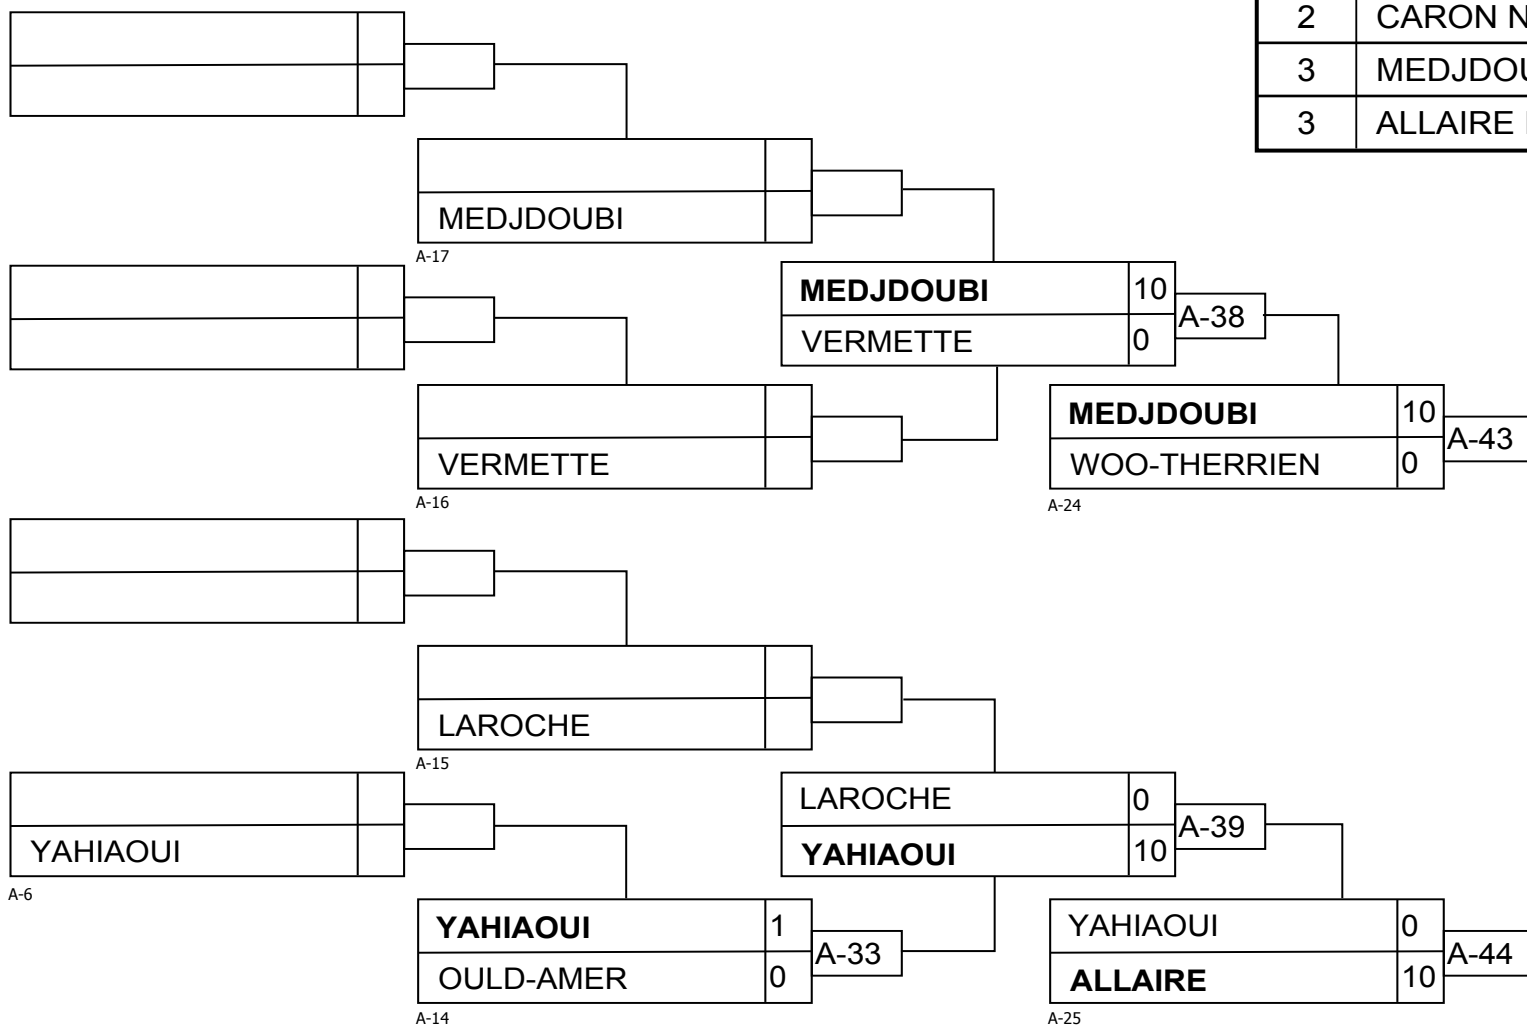 2 CARON N
3 MEDJDOU
3 ALLAIRE
MEDJDOUBI
A-17
MEDJDOUBI 10
VERMETTE 0
A-38
VERMETTE
A-16
MEDJDOUBI 10
WOO-THERRIEN 0
A-43
A-24
LAROCHE
A-15
YAHIAOUI
A-6
LAROCHE 0
YAHIAOUI 10
A-39
YAHIAOUI 1
OULD-AMER 0
A-33
A-14
YAHIAOUI 0
ALLAIRE 10
A-44
A-25